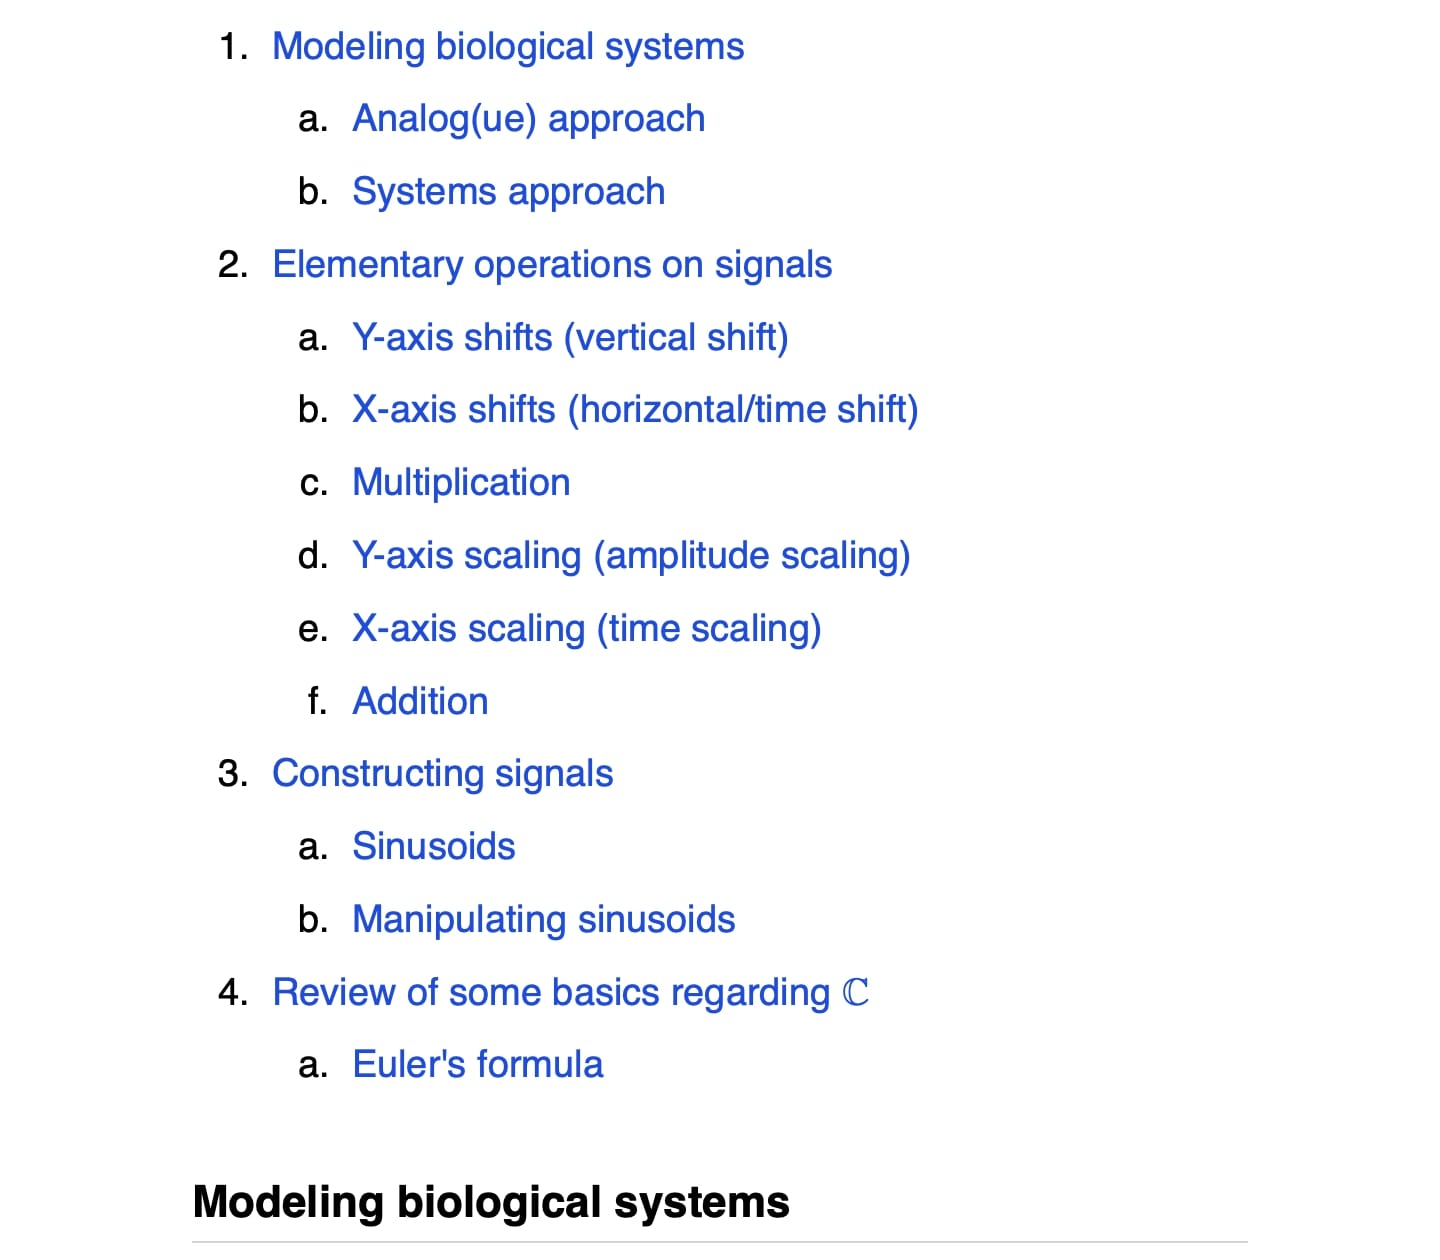 1. Modeling biological systems
a. Analog(ue) approach
b. Systems approach
2. Elementary operations on signals
a. Y-axis shifts (vertical shift)
b. X-axis shifts (horizontal/time shift)
c. Multiplication
d. Y-axis scaling (amplitude scaling)
e. X-axis scaling (time scaling)
f. Addition
3. Constructing signals
a. Sinusoids
b. Manipulating sinusoids
4. Review of some basics regarding ℂ
a. Euler's formula
Modeling biological systems